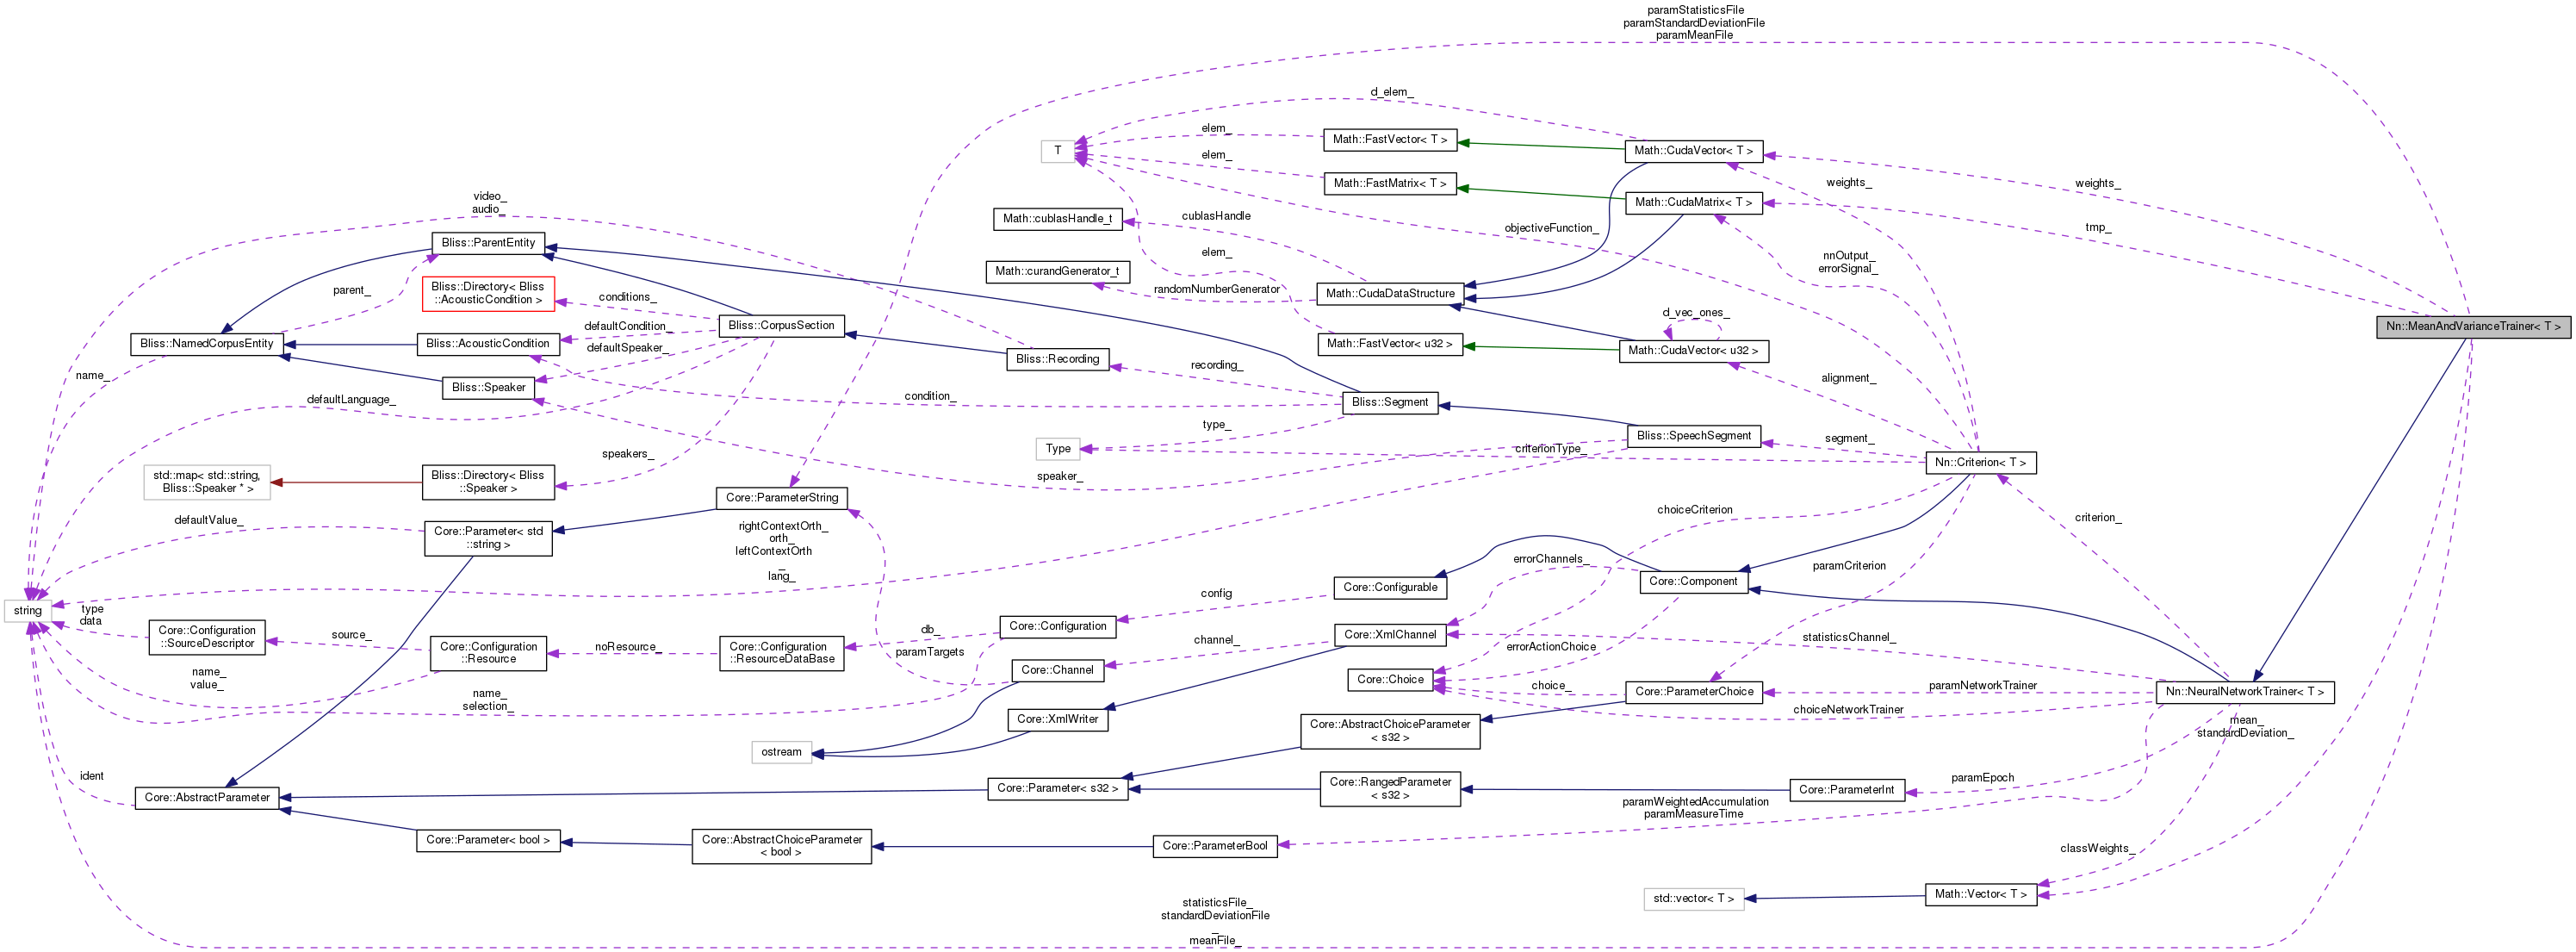 paramStatisticsFile
paramStandardDeviationFile
paramMeanFile
d_elem_
elem_
Math::FastVector< T >
T
Math::CudaVector< T >
elem_
weights_
weights_
Math::FastMatrix< T >
video_
audio_
Math::cublasHandle_t
cublasHandle
Math::CudaMatrix< T >
objectiveFunction_
tmp_
Bliss::ParentEntity
elem_
nnOutput_
errorSignal_
Math::curandGenerator_t
parent_
Bliss::Directory< Bliss
::AcousticCondition >
conditions_
randomNumberGenerator
Math::CudaDataStructure
d_vec_ones_
Nn::MeanAndVarianceTrainer< T >
Bliss::CorpusSection
defaultCondition_
Bliss::NamedCorpusEntity
Bliss::AcousticCondition
defaultSpeaker_
Math::FastVector< u32 >
Math::CudaVector< u32 >
Bliss::Recording
recording_
name_
Bliss::Speaker
alignment_
defaultLanguage_
condition_
Bliss::Segment
type_
Type
Bliss::SpeechSegment
segment_
criterionType_
speakers_
Nn::Criterion< T >
std::map< std::string,
Bliss::Speaker * >
Bliss::Directory< Bliss
::Speaker >
speaker_
Core::ParameterString
defaultValue_
Core::Parameter< std
::string >
rightContextOrth_
orth_
leftContextOrth
_
lang_
choiceCriterion
criterion_
errorChannels_
paramCriterion
Core::Configurable
Core::Component
config
string
type
data
Core::Configuration
::SourceDescriptor
source_
Core::Configuration
::Resource
noResource_
Core::Configuration
::ResourceDataBase
db_
Core::Configuration
paramTargets
channel_
Core::XmlChannel
errorActionChoice
statisticsChannel_
Core::Channel
name_
value_
name_
selection_
Core::Choice
choice_
Core::ParameterChoice
paramNetworkTrainer
Nn::NeuralNetworkTrainer< T >
choiceNetworkTrainer
Core::XmlWriter
ostream
Core::AbstractChoiceParameter
< s32 >
mean_
standardDeviation_
ident
Core::AbstractParameter
Core::Parameter< s32 >
Core::RangedParameter
< s32 >
paramEpoch
Core::ParameterInt
paramWeightedAccumulation
paramMeasureTime
Core::Parameter< bool >
Core::AbstractChoiceParameter
< bool >
Core::ParameterBool
classWeights_
std::vector< T >
Math::Vector< T >
statisticsFile_
standardDeviationFile
_
meanFile_